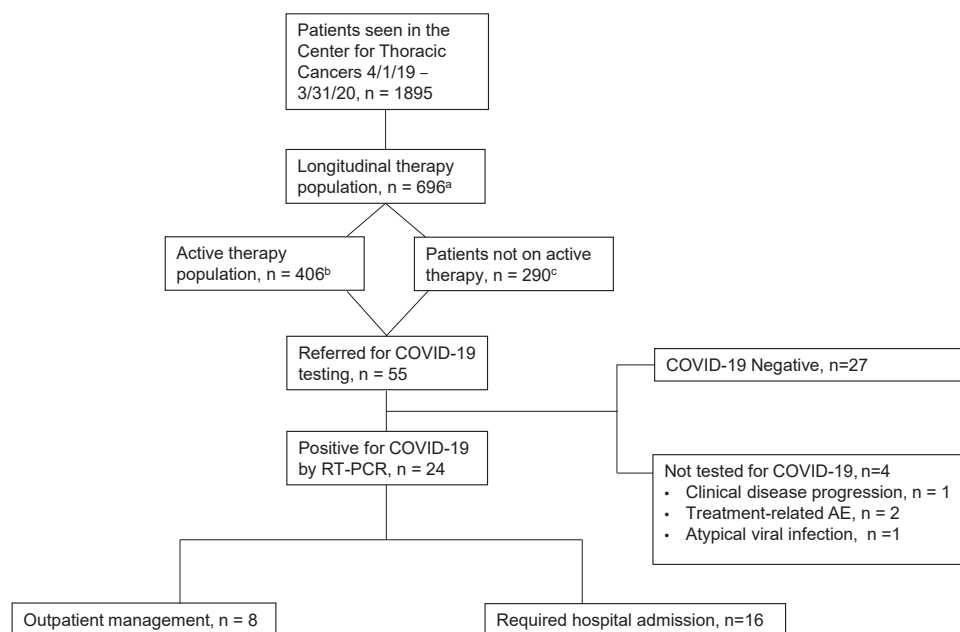 Patients seen in the
Center for Thoracic
Cancers 4/1/19 –
3/31/20, n = 1895
Longitudinal therapy
population, n = 696ᵃ
Active therapy
population, n = 406ᵇ
Patients not on active
therapy, n = 290ᶜ
Referred for COVID-19
testing, n = 55
COVID-19 Negative, n=27
Positive for COVID-19
by RT-PCR, n = 24
Not tested for COVID-19, n=4
• Clinical disease progression, n = 1
• Treatment-related AE, n = 2
• Atypical viral infection, n =1
Outpatient management, n = 8
Required hospital admission, n=16